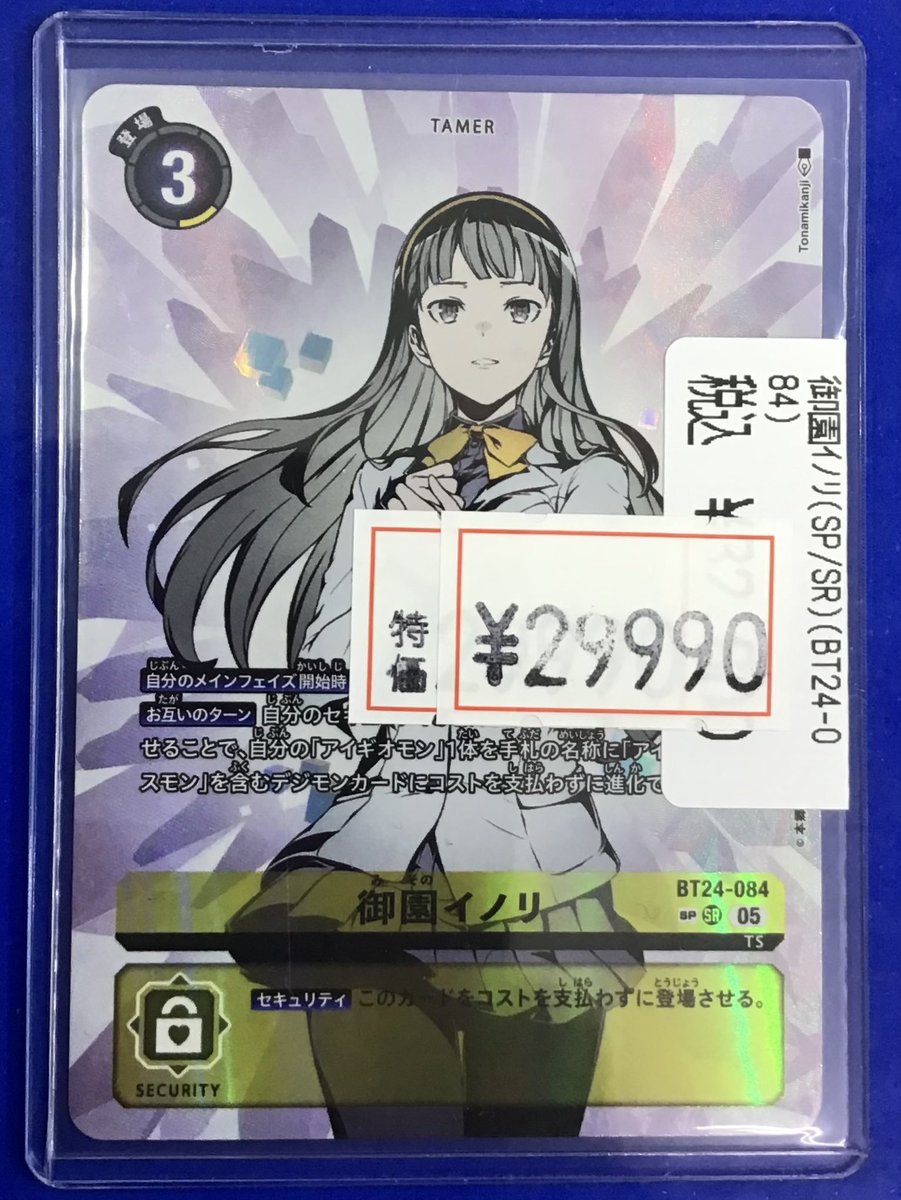 登場
3
TAMER
Tonamikanji
御園イノリ(SP/SR)(BT24-0
84)
税込 ¥
特価
¥29990
自分のメインフェイズ開始時
お互いのターン 自分のセキ
せることで、自分の「アイギオモン」1体を手札の名称に「アイ
スモン」を含むデジモンカードにコストを支払わずに進化で
御園イノリ
BT24-084
SP SR 05
TS
セキュリティ このカードをコストを支払わずに登場させる。
SECURITY